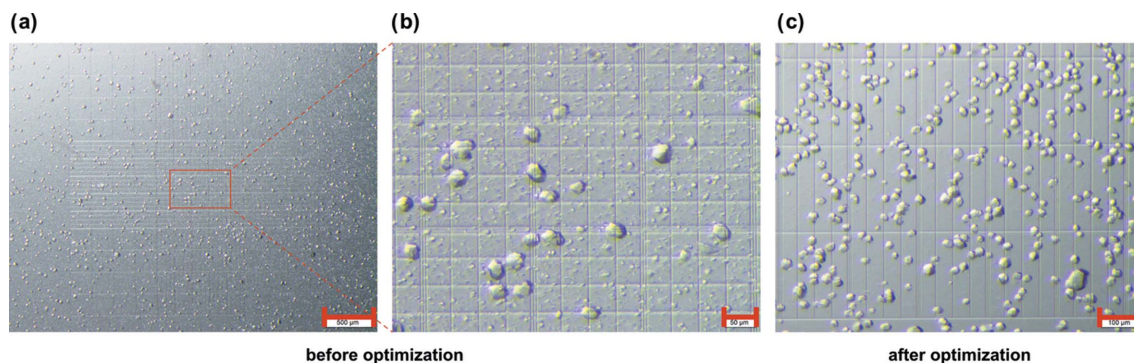 (a) (b) (c)
500 μm 50 μm 100 μm
before optimization after optimization